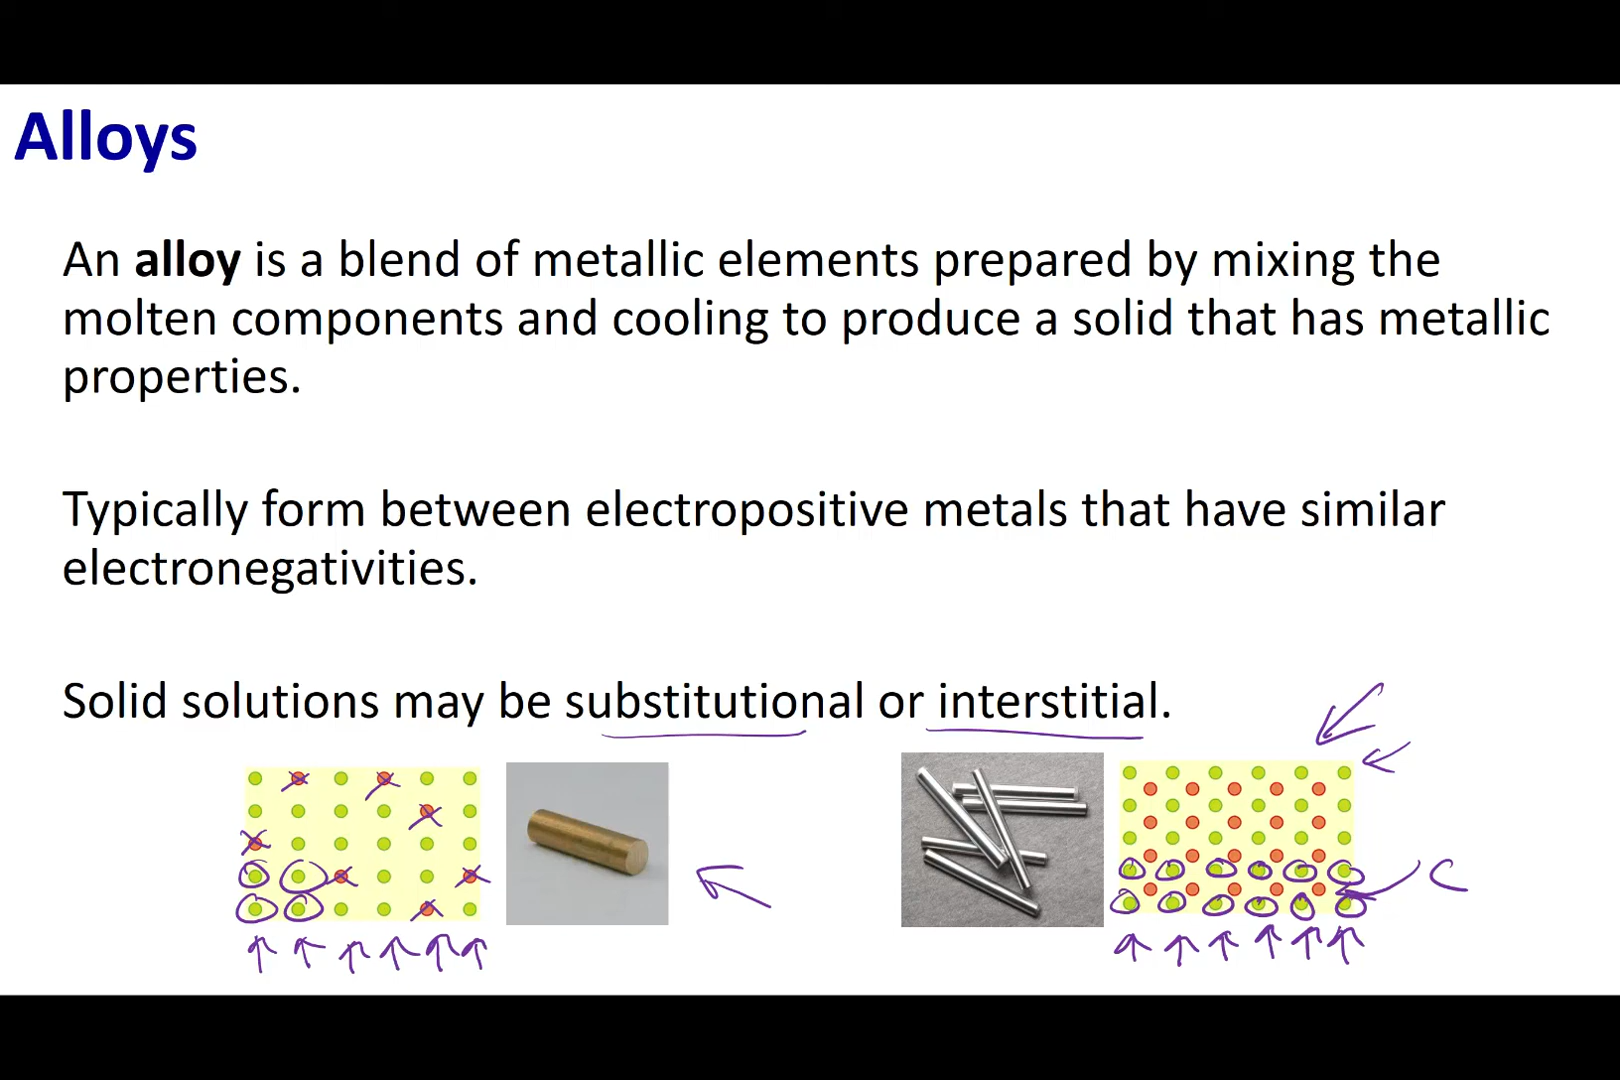 Alloys
An alloy is a blend of metallic elements prepared by mixing the
molten components and cooling to produce a solid that has metallic
properties.
Typically form between electropositive metals that have similar
electronegativities.
Solid solutions may be substitutional or interstitial.
C